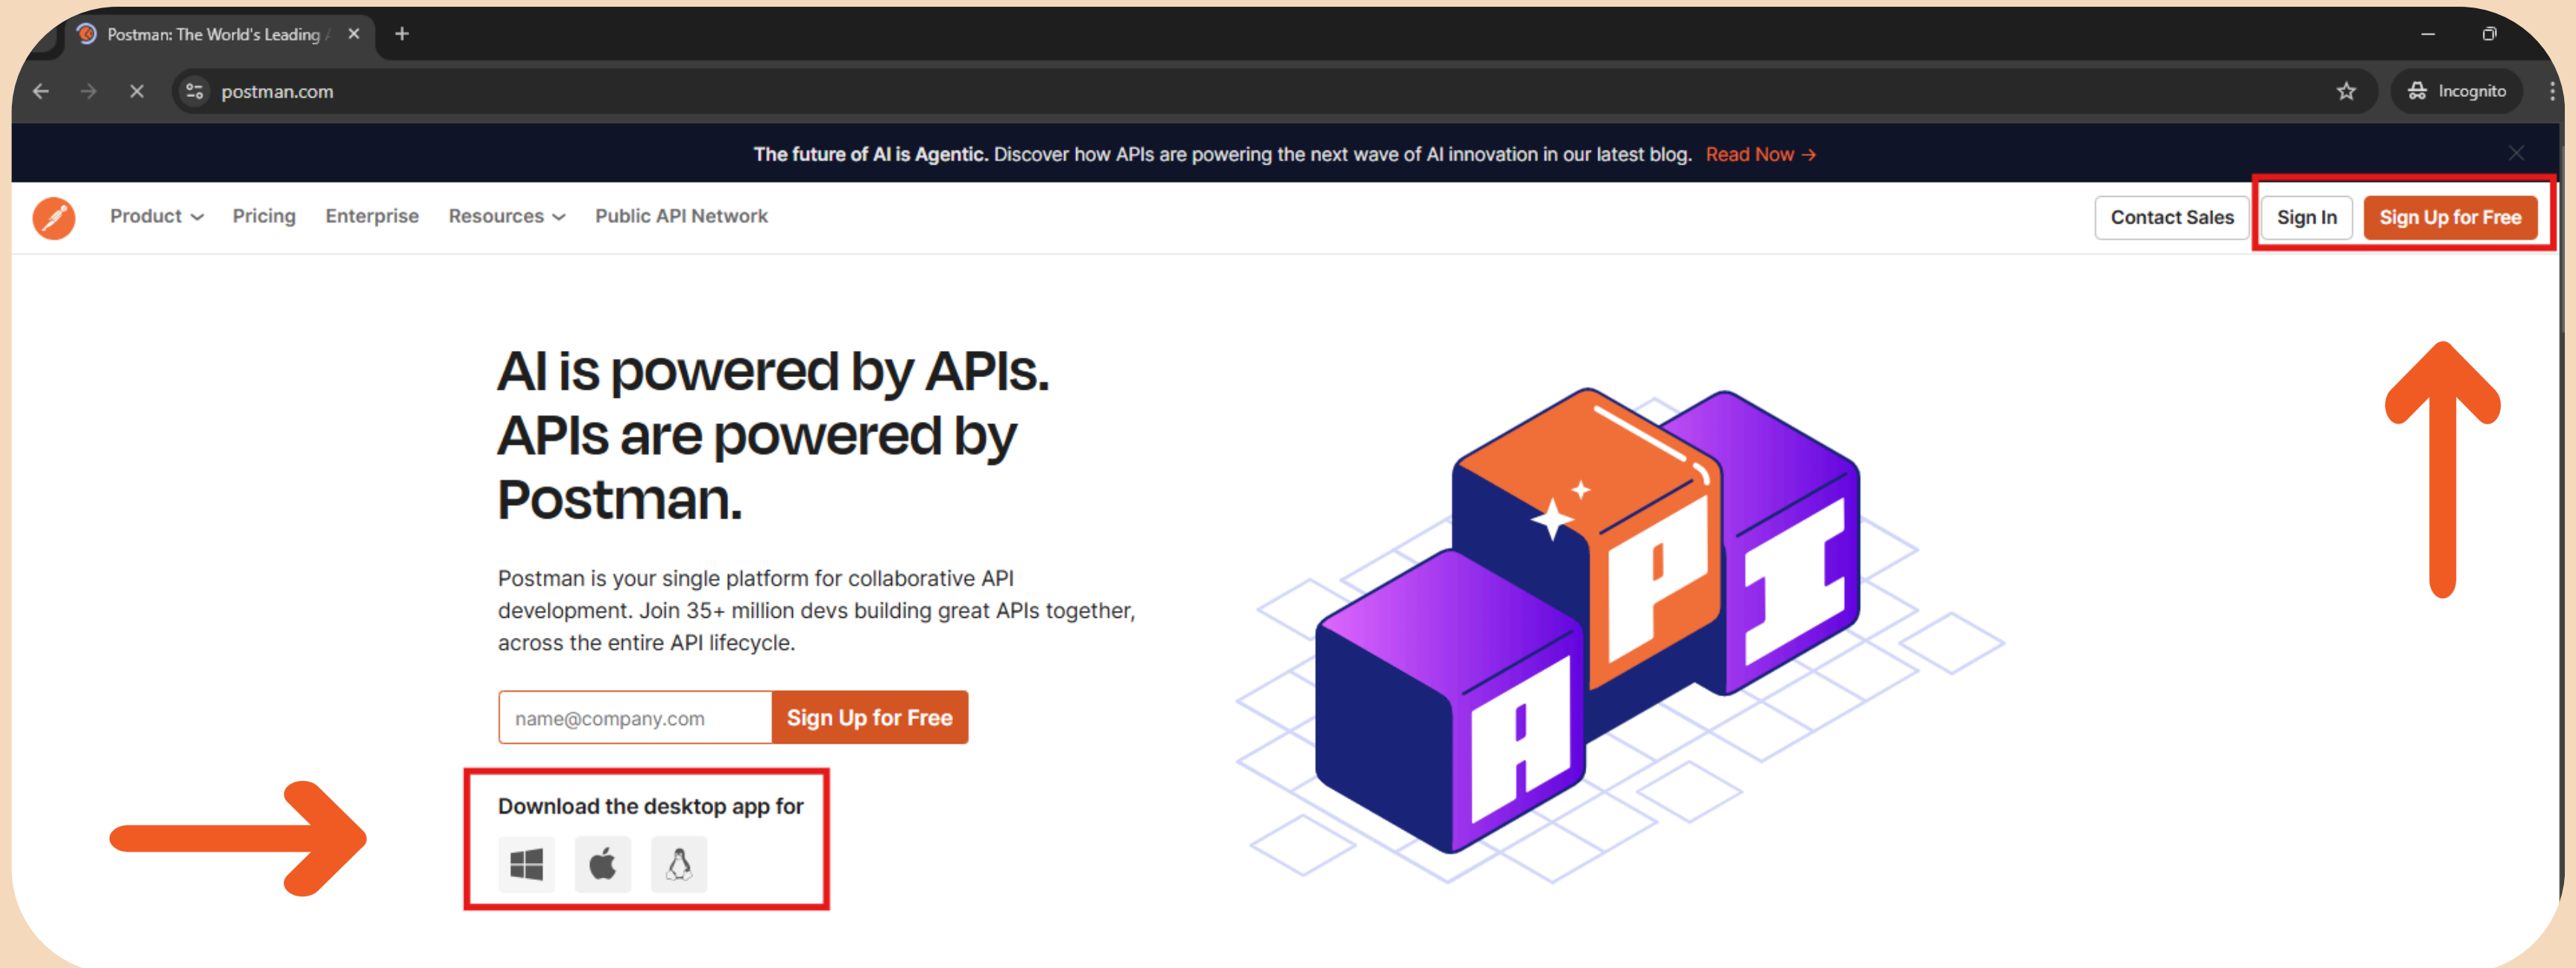 Postman: The World's Leading
postman.com
Incognito
The future of AI is Agentic. Discover how APIs are powering the next wave of AI innovation in our latest blog. Read Now →
Product Pricing Enterprise Resources Public API Network Contact Sales Sign In Sign Up for Free
AI is powered by APIs.
APIs are powered by
Postman.
Postman is your single platform for collaborative API
development. Join 35+ million devs building great APIs together,
across the entire API lifecycle.
name@company.com Sign Up for Free
Download the desktop app for
A P I